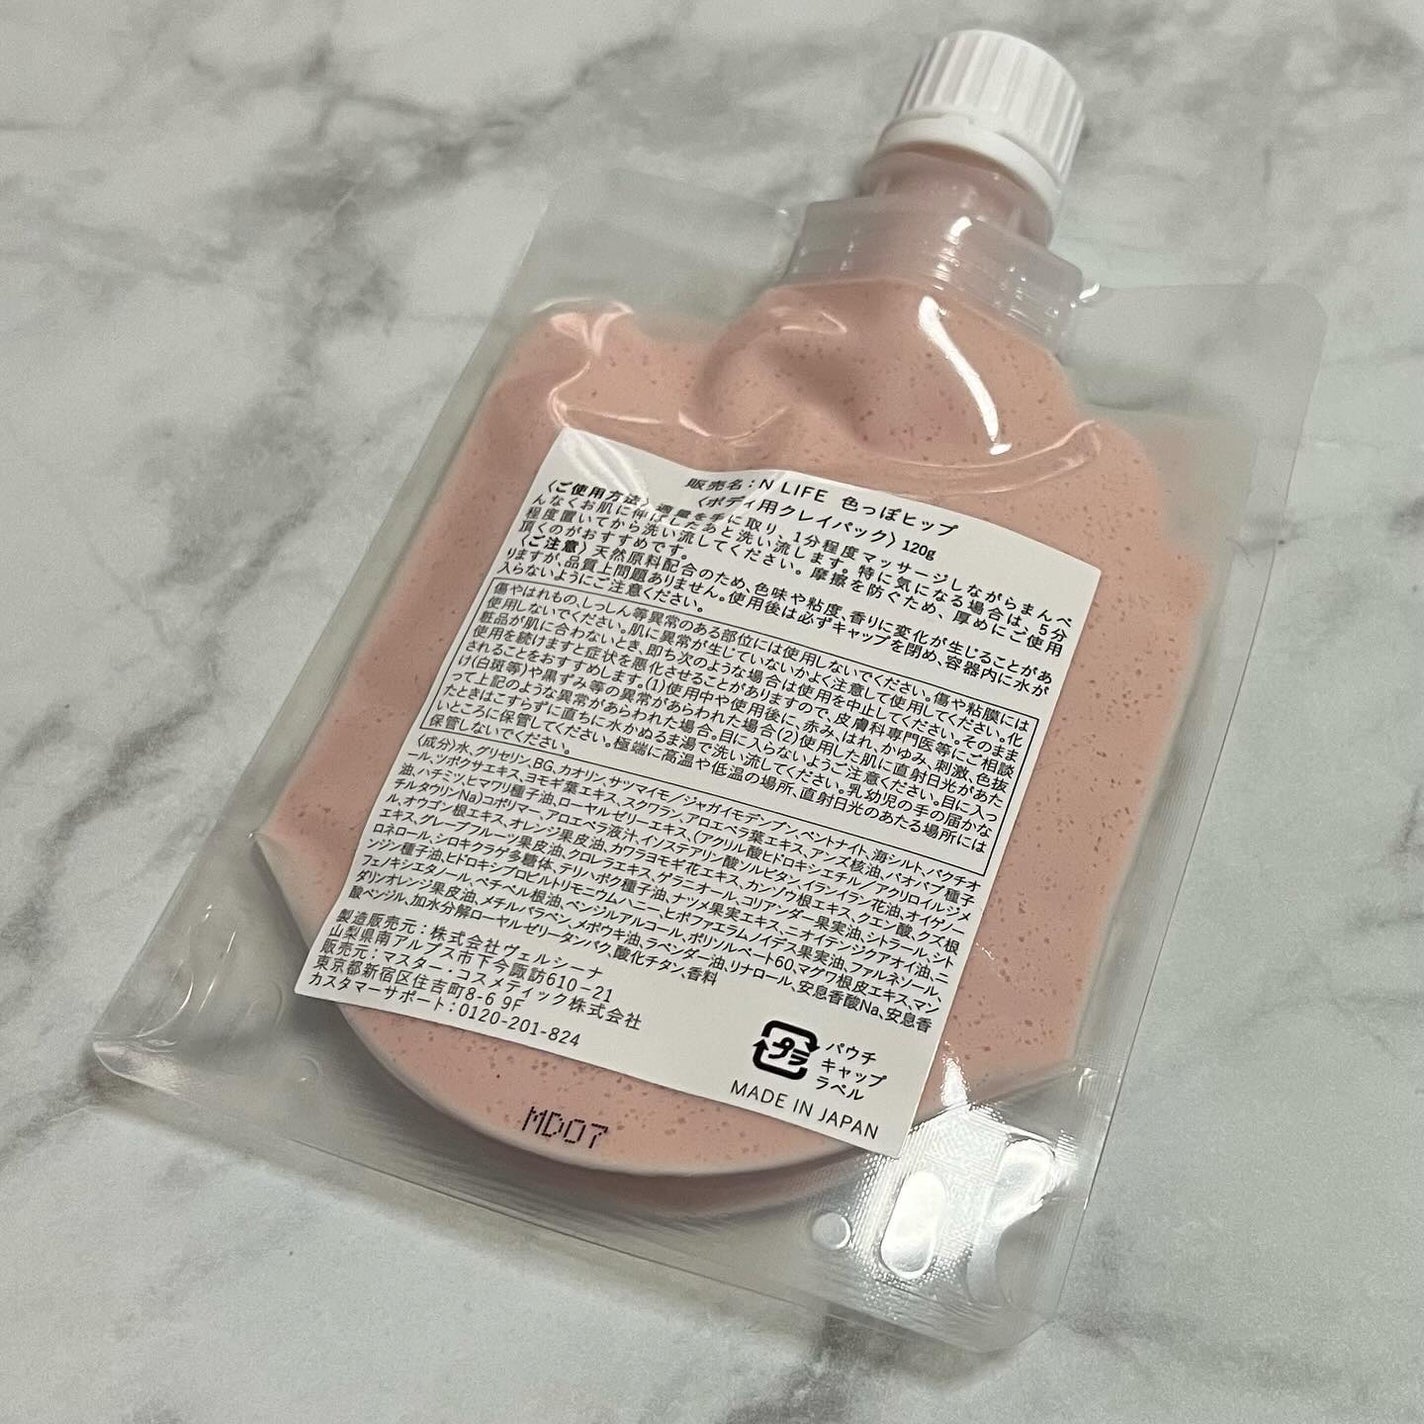 販売名：N LIFE 色っぽヒップ
〈ボディ用クレイパック〉120g
〈ご使用方法〉適量を手に取り、1分程度マッサージしながらまんべ
んなくお肌に伸ばしたあと洗い流します。特に気になる場合は、5分
程度置いてから洗い流してください。摩擦を防ぐため、厚めにご使用
頂くのがおすすめです。
〈ご注意〉天然原料配合のため、色味や粘度、香りに変化が生じることがあ
りますが、品質上問題ありません。使用後は必ずキャップを閉め、容器内に水が
入らないようにご注意ください。
傷やはれもの、しっしん等異常のある部位には使用しないでください。傷や粘膜には
使用しないでください。肌に異常が生じていないかよく注意して使用してください。化
粧品が肌に合わないとき、即ち次のような場合は使用を中止してください。そのまま
使用を続けますと症状を悪化させることがありますので、皮膚科専門医等にご相談
されることをおすすめします。(1)使用中や使用後に、赤み、はれ、かゆみ、刺激、色抜
け(白斑等)や黒ずみ等の異常があらわれた場合(2)使用した肌に直射日光があた
って上記のような異常があらわれた場合。目に入らないようご注意ください。目に入っ
たときはこすらずに直ちに水かぬるま湯で洗い流してください。乳幼児の手の届かな
いところに保管してください。極端に高温や低温の場所、直射日光のあたる場所には
保管しないでください。
〈成分〉水、グリセリン、BG、カオリン、サツマイモ／ジャガイモデンプン、ベントナイト、海シルト、バクチオ
ール、ツボクサエキス、ヨモギ葉エキス、スクワラン、アロエベラ葉エキス、アンズ核油、バオバブ種子
油、ハチミツ、ヒマワリ種子油、ローヤルゼリーエキス、(アクリル酸ヒドロキシエチル／アクリロイルジメ
チルタウリンNa)コポリマー、アロエベラ液汁、イソステアリン酸ソルビタン、イランイラン花油、オイゲノー
ル、オウゴン根エキス、オレンジ果皮油、カワラヨモギ花エキス、カンゾウ根エキス、クエン酸、クズ根
エキス、グレープフルーツ果皮油、クロレラエキス、ゲラニオール、コリアンダー果実油、シトラール、シト
ロネロール、シロキクラゲ多糖体、テリハボク種子油、ナツメ果実エキス、ニオイテンジクアオイ油、ニ
ンジン種子油、ヒドロキシプロピルトリモニウムハニー、ヒポファエラムノイデス果実油、ファルネソール、
フェノキシエタノール、ベチベル根油、ベンジルアルコール、ポリソルベート60、マグワ根皮エキス、マン
ダリンオレンジ果皮油、メチルパラベン、メボウキ油、ラベンダー油、リナロール、安息香酸Na、安息香
酸ベンジル、加水分解ローヤルゼリータンパク、酸化チタン、香料
製造販売元：株式会社ヴェルシーナ
山梨県南アルプス市下今諏訪610-21
販売元：マスター・コスメティック株式会社
東京都新宿区住吉町8-6 9F
カスタマーサポート：0120-201-824
プラ
パウチ
キャップ
ラベル
MADE IN JAPAN
MD07